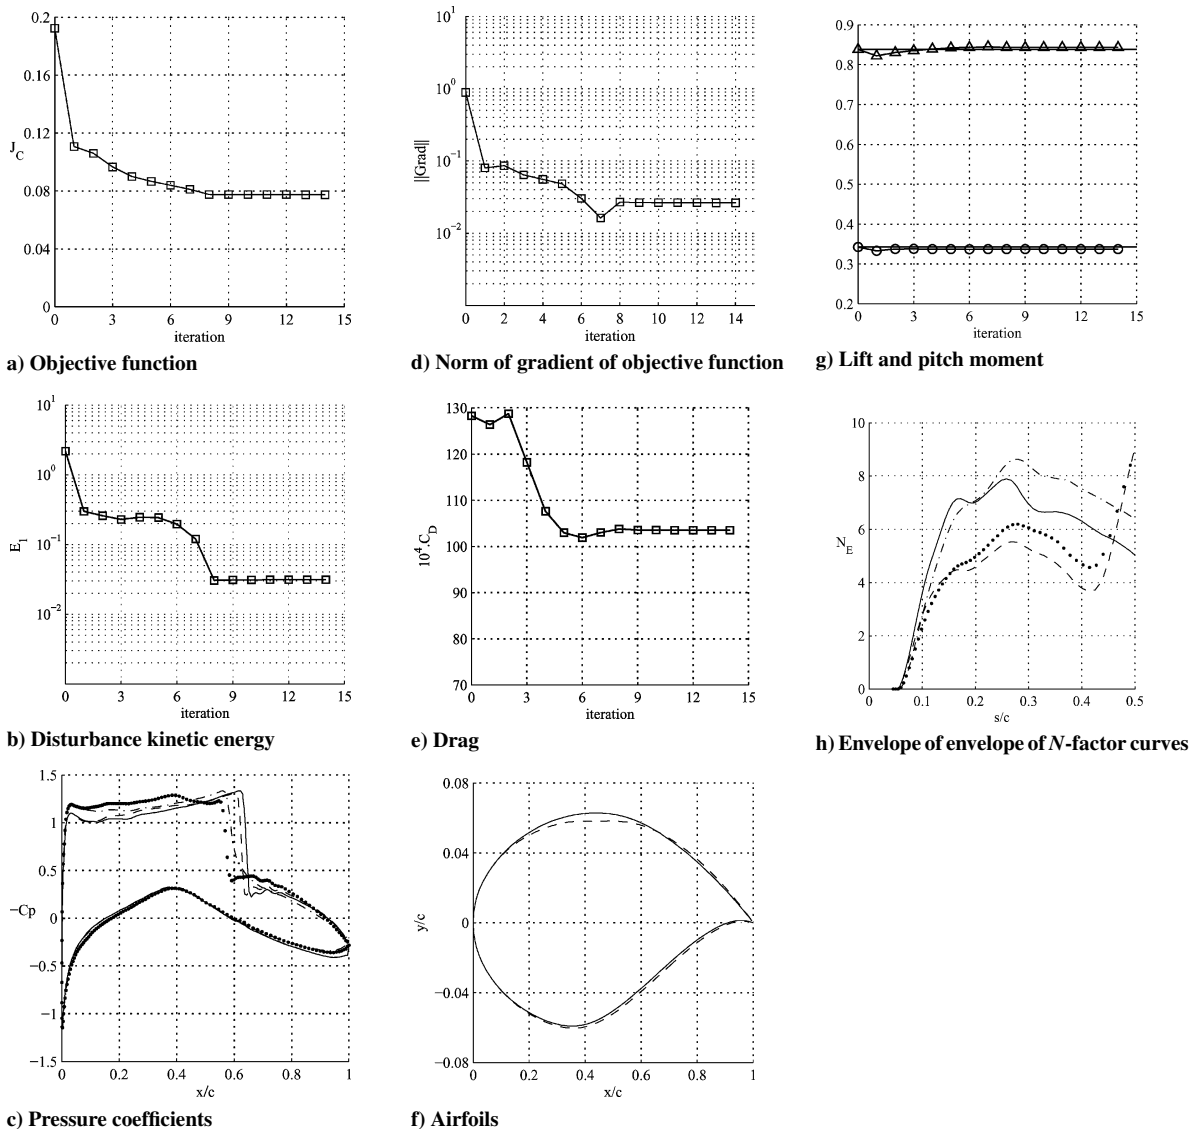 0.2
0.16
0.12
J_C
0.08
0.04
0
0 3 6 9 12 15
iteration
a) Objective function
10^1
10^0
||Grad||
10^-1
10^-2
0 2 4 6 8 10 12 14
iteration
d) Norm of gradient of objective function
0.9
0.8
0.7
0.6
0.5
0.4
0.3
0.2
0 3 6 9 12 15
iteration
g) Lift and pitch moment
10^1
10^0
E_1
10^-1
10^-2
0 3 6 9 12 15
iteration
b) Disturbance kinetic energy
130
120
110
10^4.C_D
100
90
80
70
0 3 6 9 12 15
iteration
e) Drag
10
8
6
N_E
4
2
0
0 0.1 0.2 0.3 0.4 0.5
s/c
h) Envelope of envelope of N-factor curves
1.5
1
0.5
−Cp
0
−0.5
−1
−1.5
0 0.2 0.4 0.6 0.8 1
x/c
c) Pressure coefficients
0.08
0.04
y/c
0
−0.04
−0.08
0 0.2 0.4 0.6 0.8 1
x/c
f) Airfoils